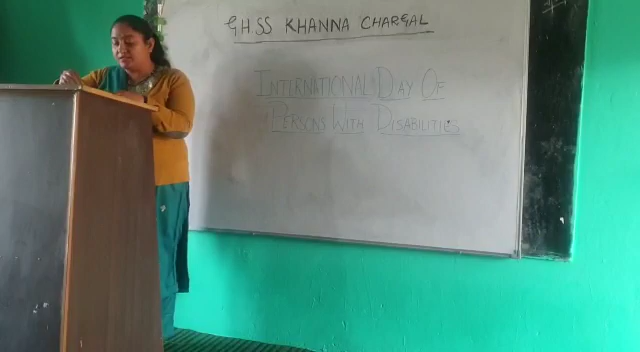 GHSS KHANNA CHARGAL
INTERNATIONAL DAY OF
PERSONS WITH DISABILITIES